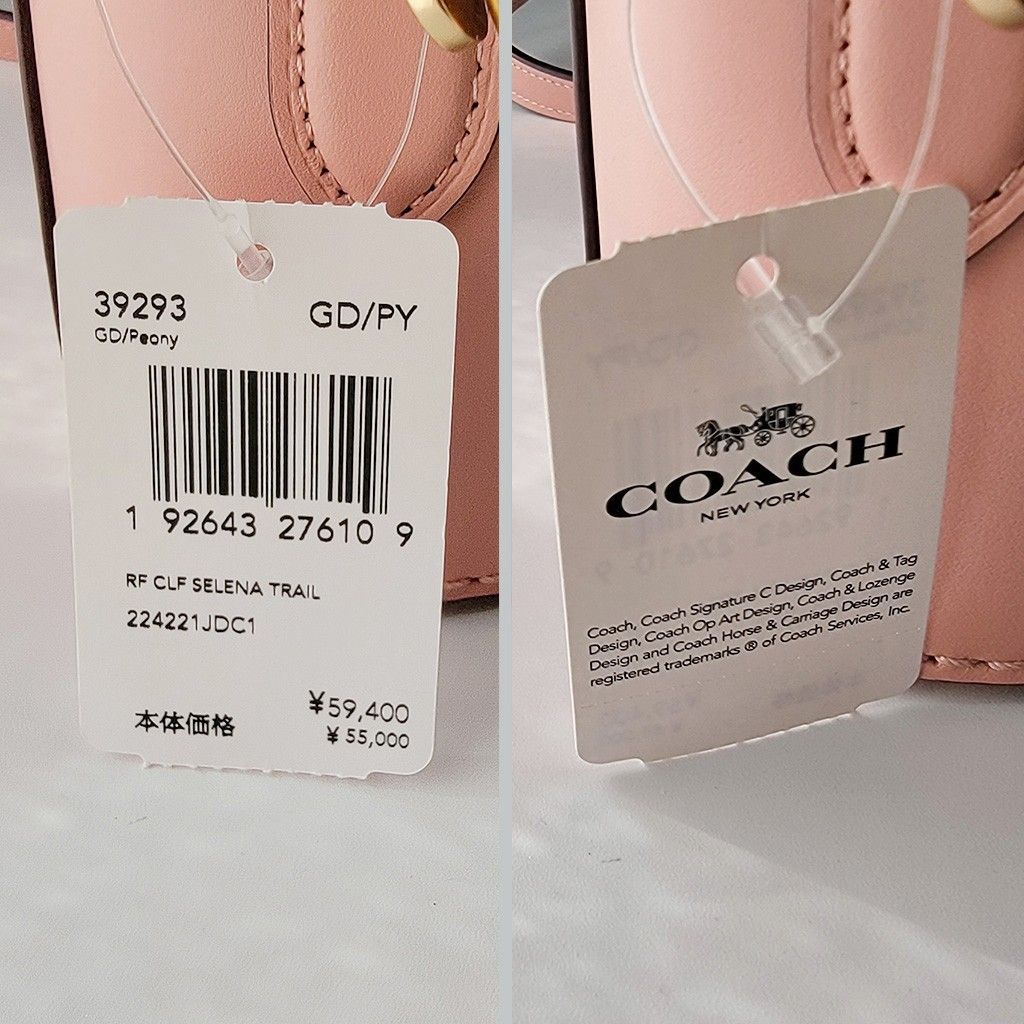 39293
GD/PY
GD/Peony
1 92643 27610 9
RF CLF SELENA TRAIL
224221JDC1
¥59,400
本体価格
¥ 55,000
COACH
NEW YORK
Coach, Coach Signature C Design, Coach & Tag
Design, Coach Op Art Design, Coach & Lozenge
Design and Coach Horse & Carriage Design are
registered trademarks ® of Coach Services, Inc.